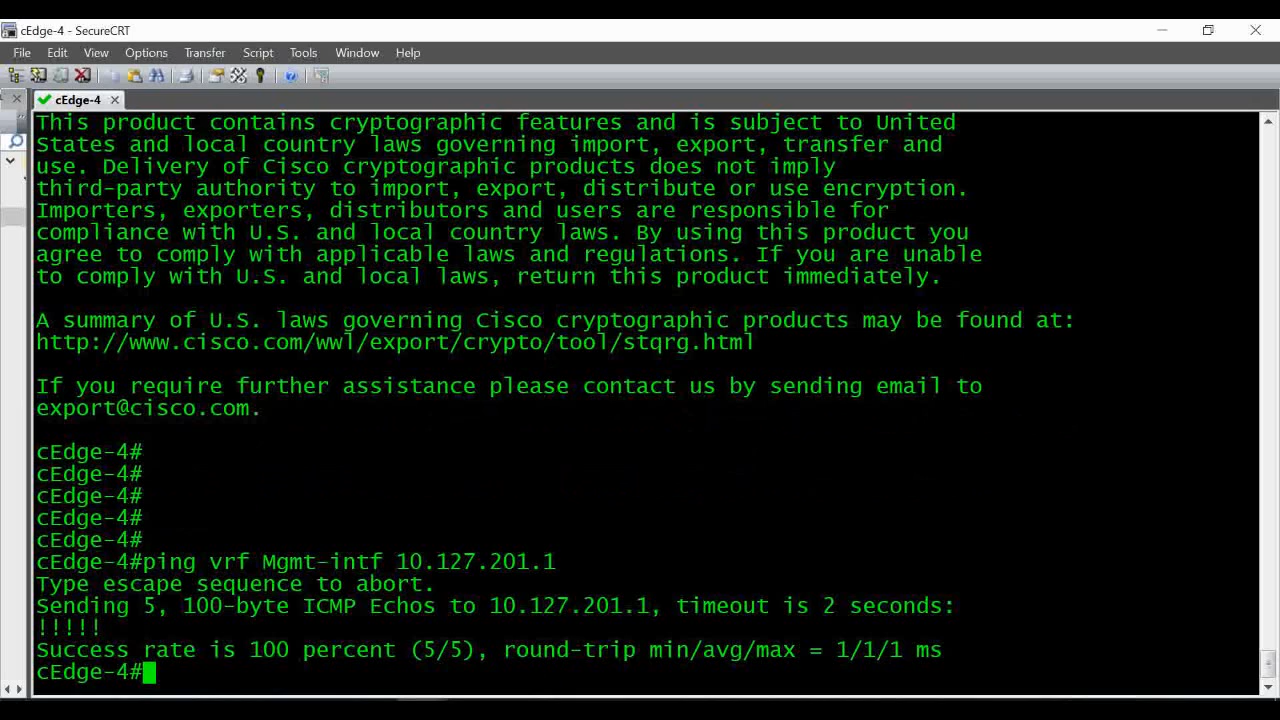 cEdge-4 - SecureCRT
File Edit View Options Transfer Script Tools Window Help
cEdge-4
This product contains cryptographic features and is subject to United
States and local country laws governing import, export, transfer and
use. Delivery of Cisco cryptographic products does not imply
third-party authority to import, export, distribute or use encryption.
Importers, exporters, distributors and users are responsible for
compliance with U.S. and local country laws. By using this product you
agree to comply with applicable laws and regulations. If you are unable
to comply with U.S. and local laws, return this product immediately.
A summary of U.S. laws governing Cisco cryptographic products may be found at:
http://www.cisco.com/wwl/export/crypto/tool/stqrg.html
If you require further assistance please contact us by sending email to
export@cisco.com.
cEdge-4#
cEdge-4#
cEdge-4#
cEdge-4#
cEdge-4#
cEdge-4#ping vrf Mgmt-intf 10.127.201.1
Type escape sequence to abort.
Sending 5, 100-byte ICMP Echos to 10.127.201.1, timeout is 2 seconds:
!!!!!
Success rate is 100 percent (5/5), round-trip min/avg/max = 1/1/1 ms
cEdge-4#